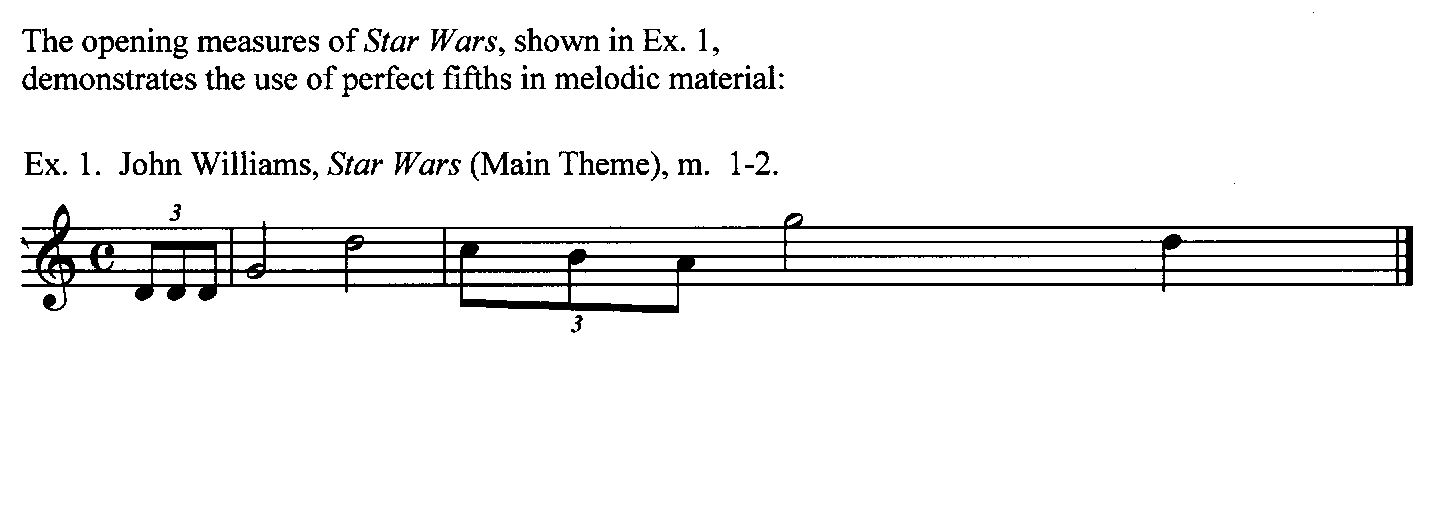 The opening measures of Star Wars, shown in Ex. 1,
demonstrates the use of perfect fifths in melodic material:
Ex. 1. John Williams, Star Wars (Main Theme), m. 1-2.
3
3